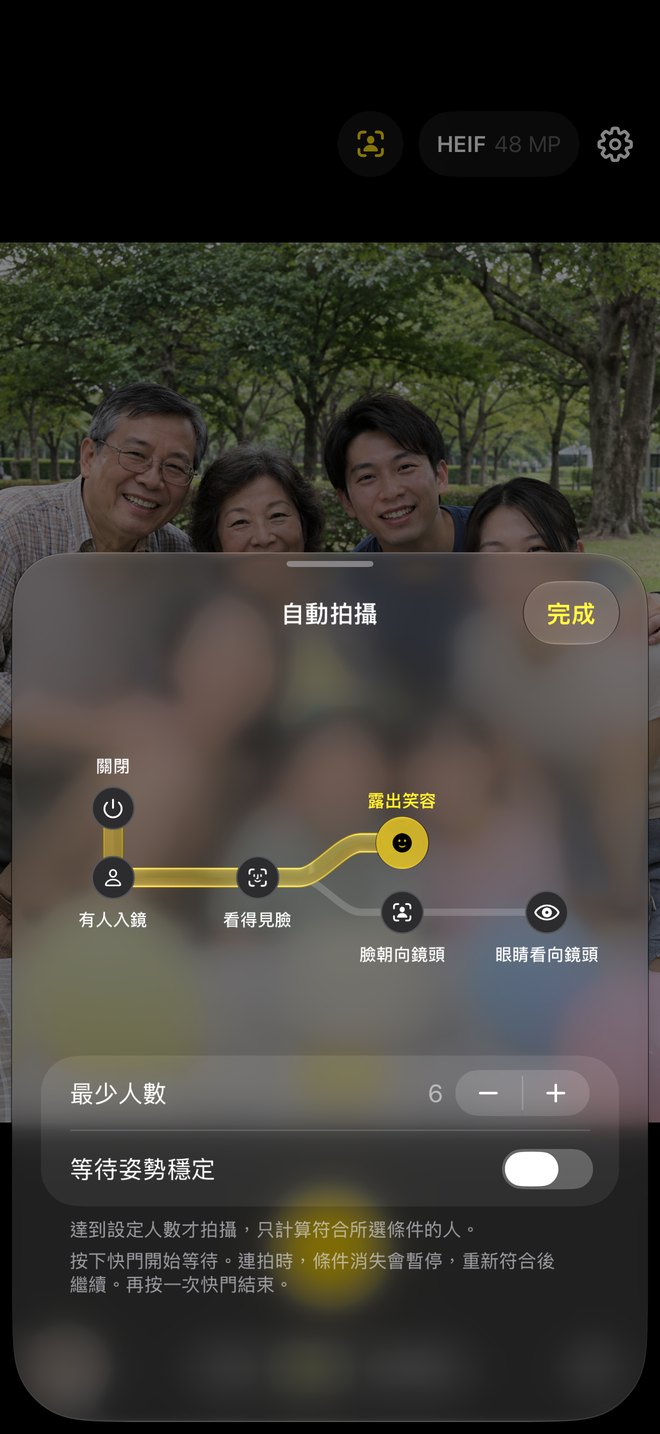 HEIF 48 MP
自動拍攝
完成
關閉
露出笑容
有人入鏡
看得見臉
臉朝向鏡頭
眼睛看向鏡頭
最少人數 6
等待姿勢穩定
達到設定人數才拍攝，只計算符合所選條件的人。
按下快門開始等待。連拍時，條件消失會暫停，重新符合後
繼續。再按一次快門結束。